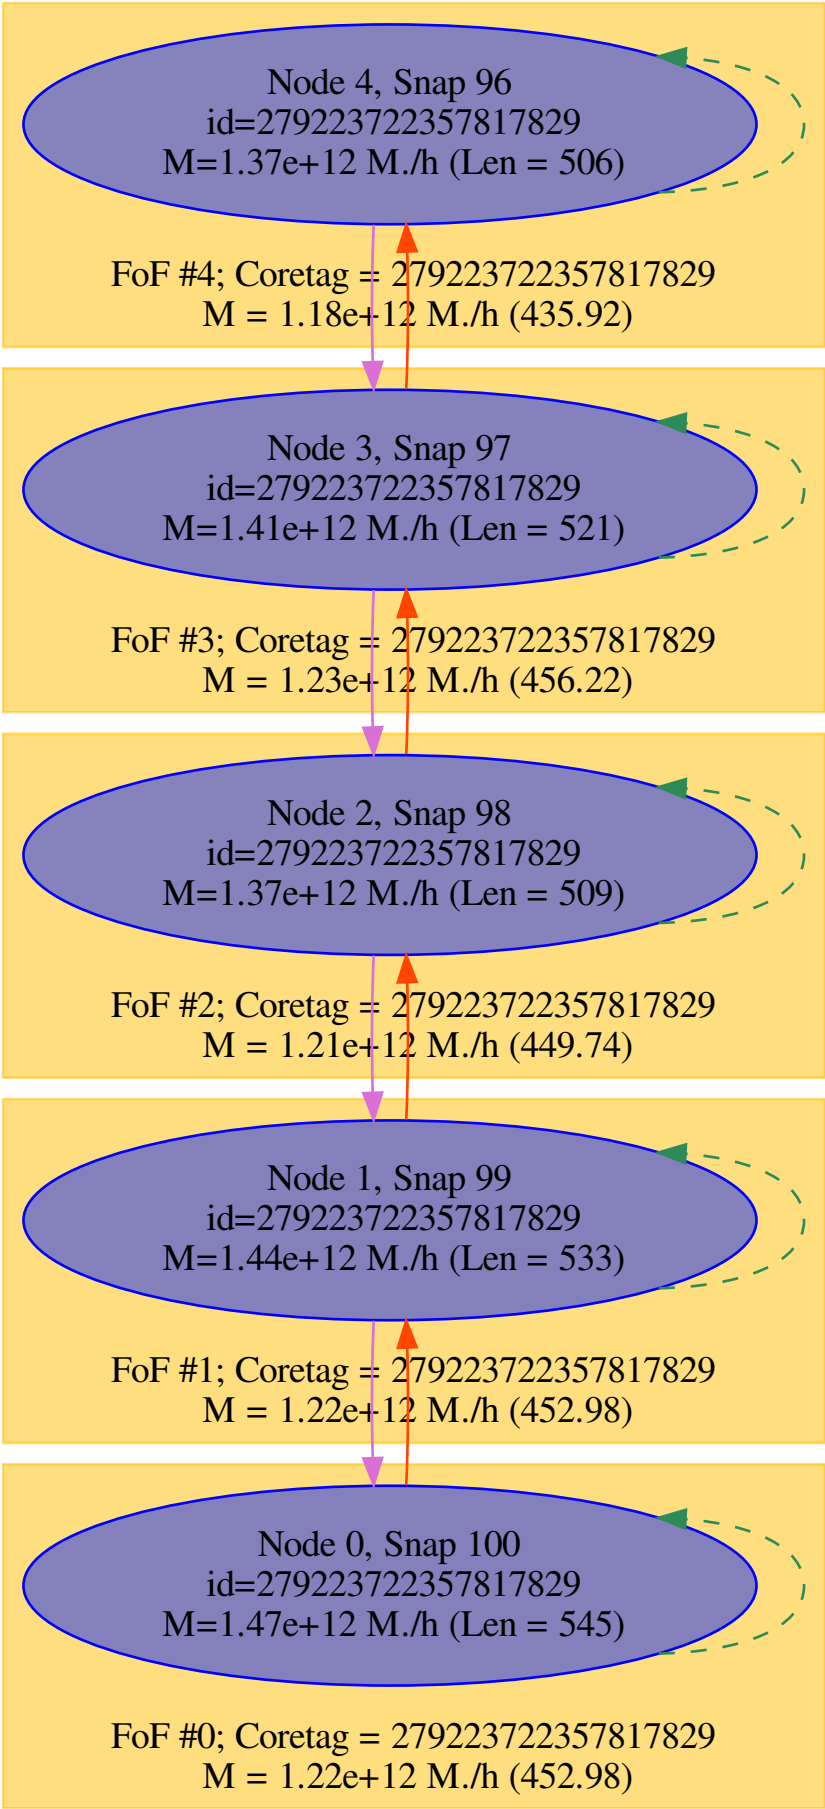 Node 4, Snap 96
id=279223722357817829
M=1.37e+12 M./h (Len = 506)
FoF #4; Coretag = 279223722357817829
M = 1.18e+12 M./h (435.92)
Node 3, Snap 97
id=279223722357817829
M=1.41e+12 M./h (Len = 521)
FoF #3; Coretag = 279223722357817829
M = 1.23e+12 M./h (456.22)
Node 2, Snap 98
id=279223722357817829
M=1.37e+12 M./h (Len = 509)
FoF #2; Coretag = 279223722357817829
M = 1.21e+12 M./h (449.74)
Node 1, Snap 99
id=279223722357817829
M=1.44e+12 M./h (Len = 533)
FoF #1; Coretag = 279223722357817829
M = 1.22e+12 M./h (452.98)
Node 0, Snap 100
id=279223722357817829
M=1.47e+12 M./h (Len = 545)
FoF #0; Coretag = 279223722357817829
M = 1.22e+12 M./h (452.98)